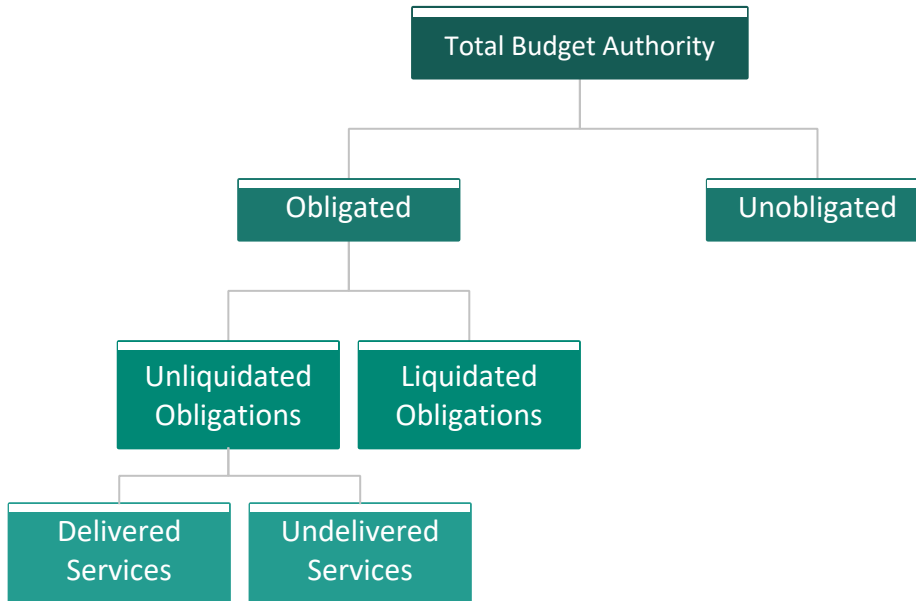 Total Budget Authority
Obligated
Unobligated
Unliquidated
Obligations
Liquidated
Obligations
Delivered
Services
Undelivered
Services